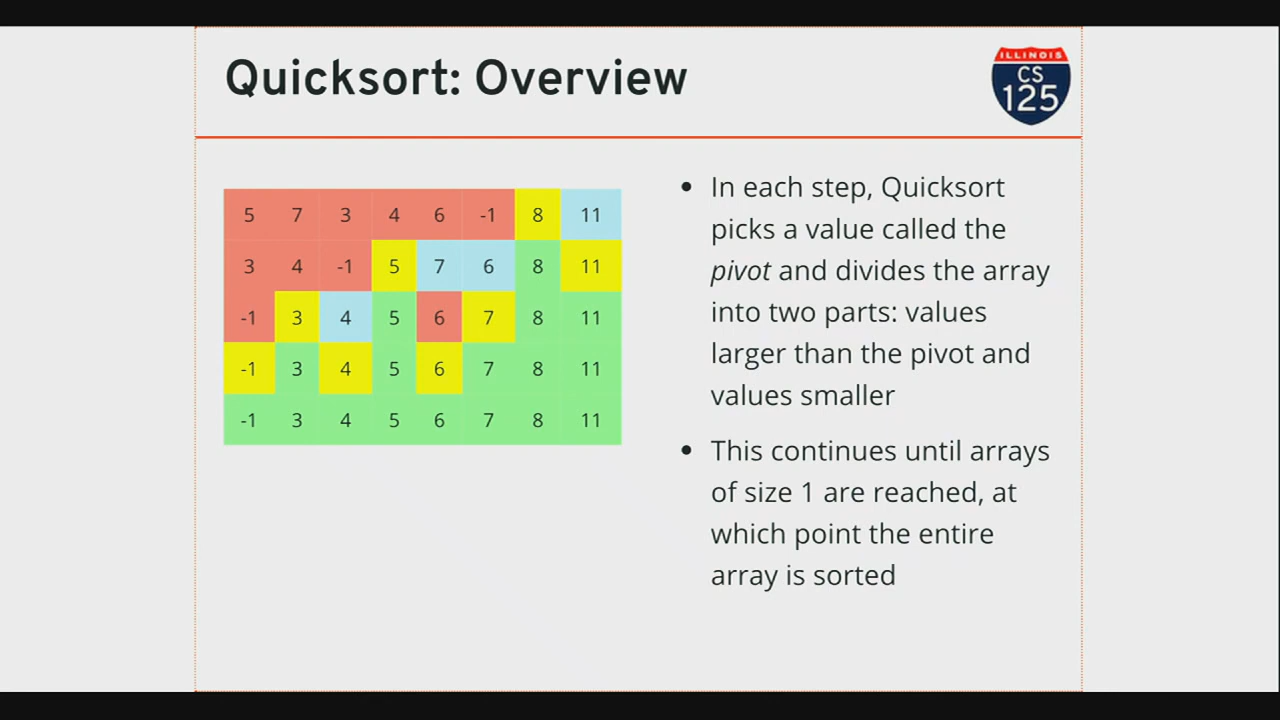 Quicksort: Overview
ILLINOIS
CS
125
5 7 3 4 6 -1 8 11
3 4 -1 5 7 6 8 11
-1 3 4 5 6 7 8 11
-1 3 4 5 6 7 8 11
-1 3 4 5 6 7 8 11
• In each step, Quicksort
picks a value called the
pivot and divides the array
into two parts: values
larger than the pivot and
values smaller
• This continues until arrays
of size 1 are reached, at
which point the entire
array is sorted